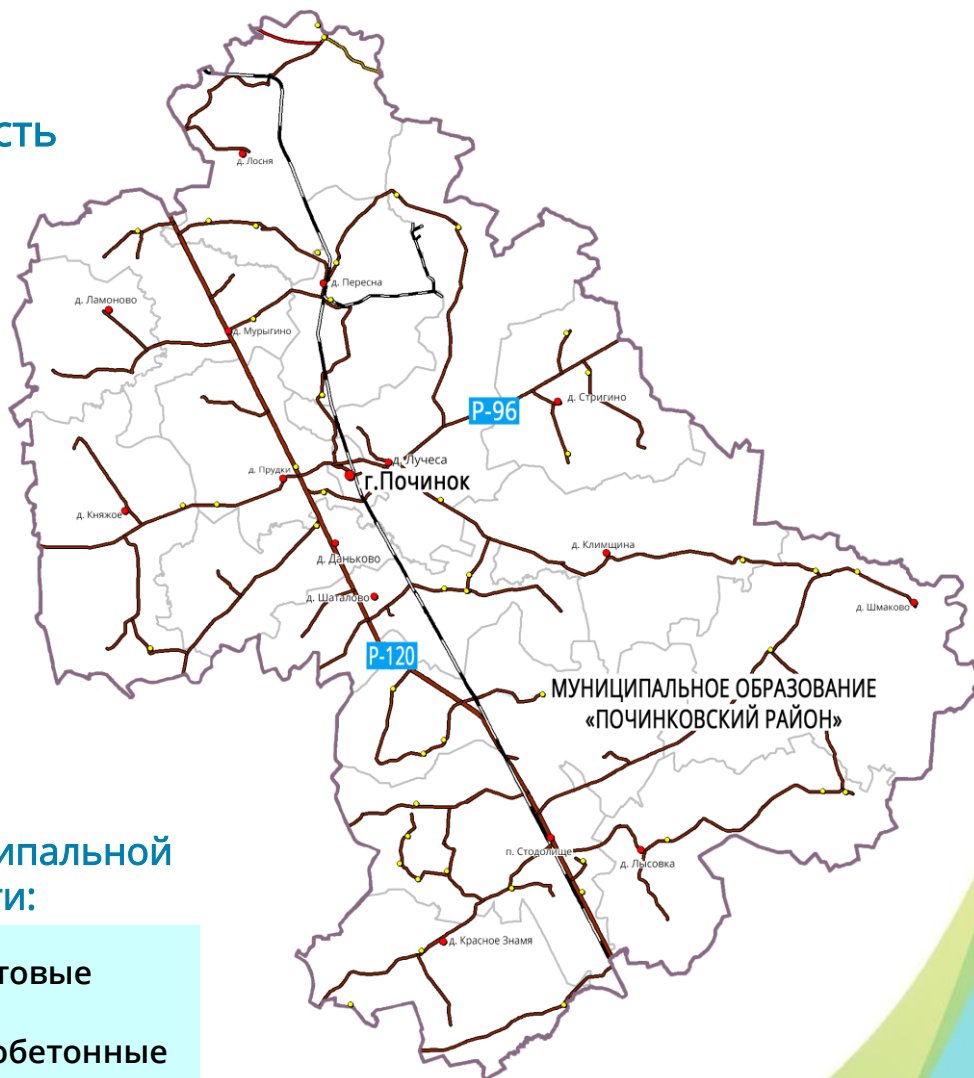 сть
д. Лосня
д. Пересна
д. Ламоново
д. Мурыгино
Р-96
д. Стригино
д. Лучеса
д. Прудки
г.Починок
д. Княжое
д. Климщина
д. Даньково
д. Шаталово
д. Шмаково
Р-120
МУНИЦИПАЛЬНОЕ ОБРАЗОВАНИЕ
«ПОЧИНКОВСКИЙ РАЙОН»
ипальной
ти:
п. Стодолище
д. Лысовка
д. Красное Знамя
товые
обетонные